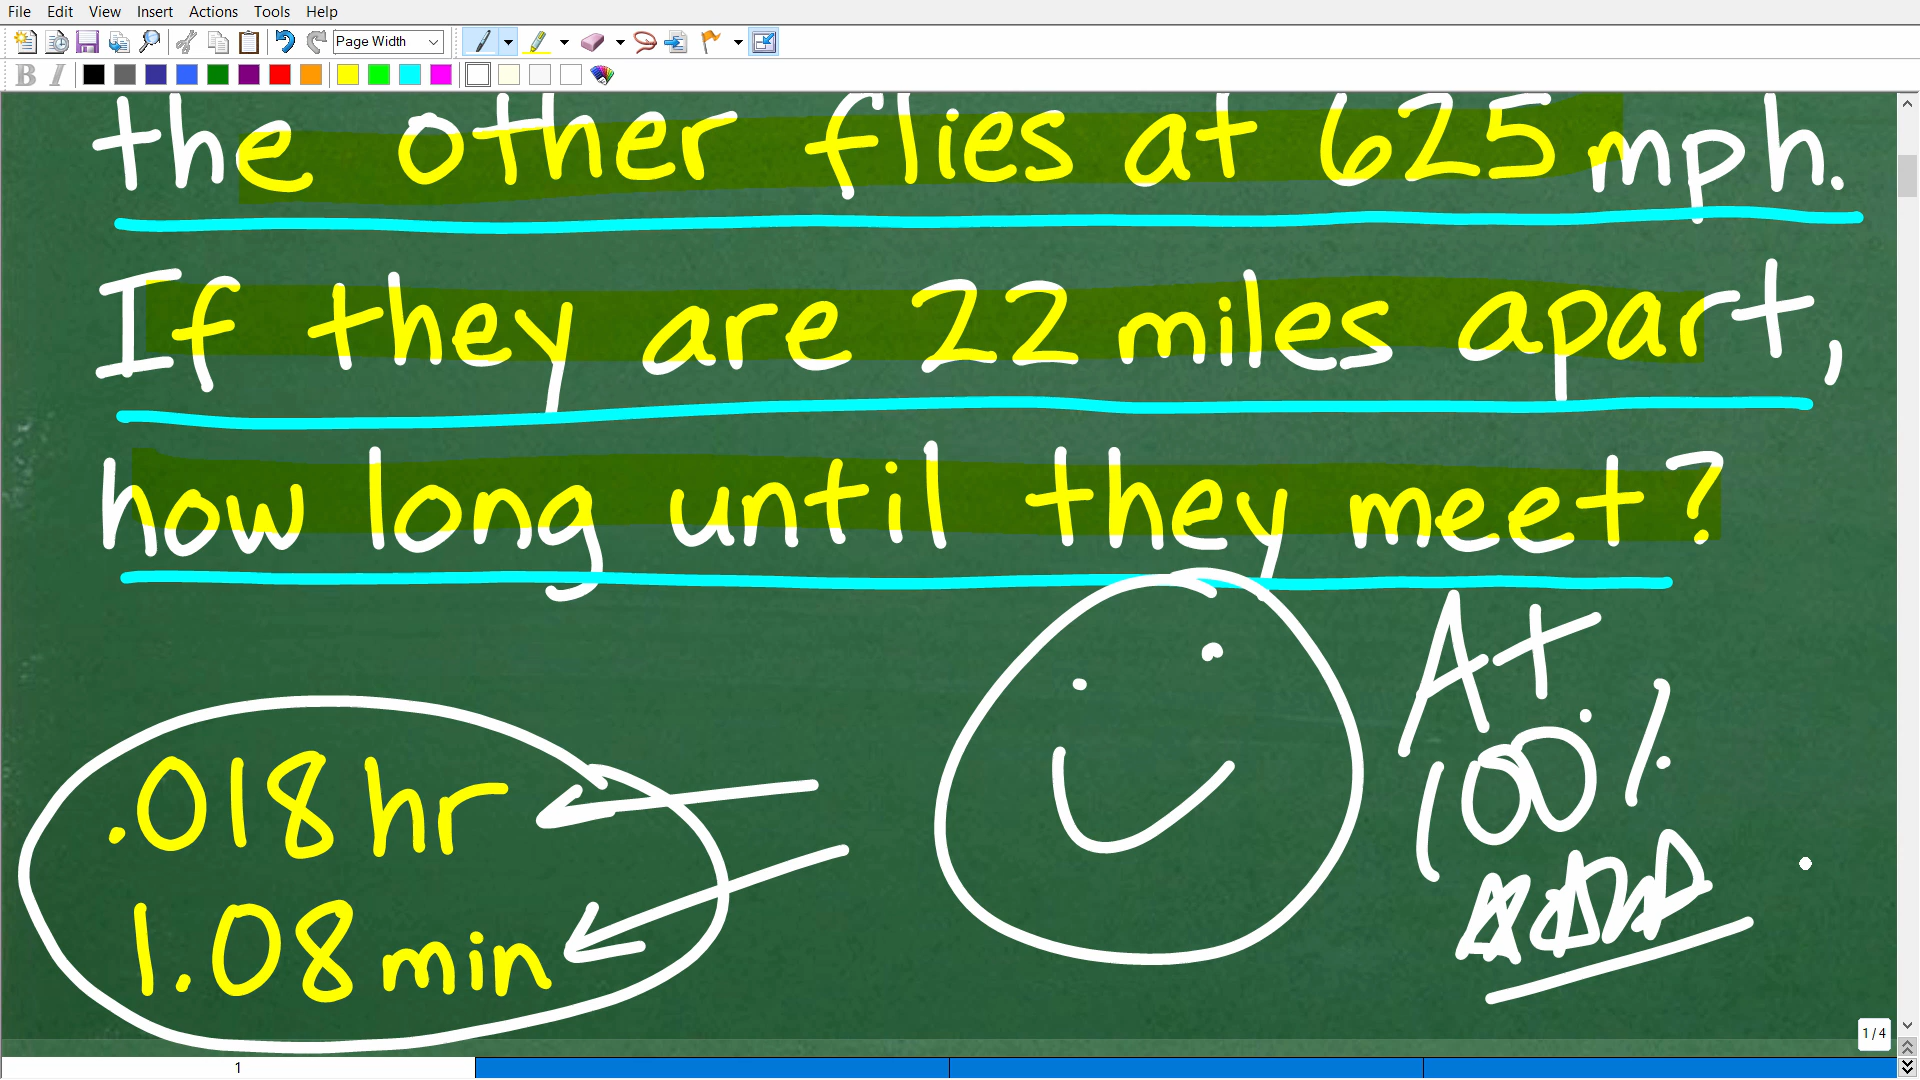 File Edit View Insert Actions Tools Help
Page Width
B I
the other flies at 625 mph.
If they are 22 miles apart,
how long until they meet?
A+
100%
.018 hr
1.08 min
1 / 4
1